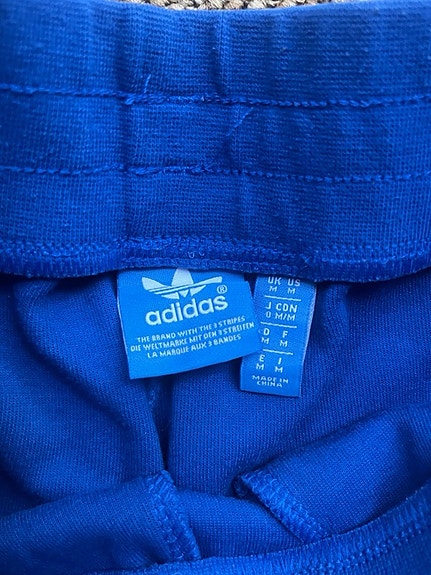 adidas®
THE BRAND WITH THE 3 STRIPES
DIE WELTMARKE MIT DEN 3 STREIFEN
LA MARQUE AUX 3 BANDES
UK US
M M
J CDN
O M/M
D F
M M
E I
M M
MADE IN
CHINA